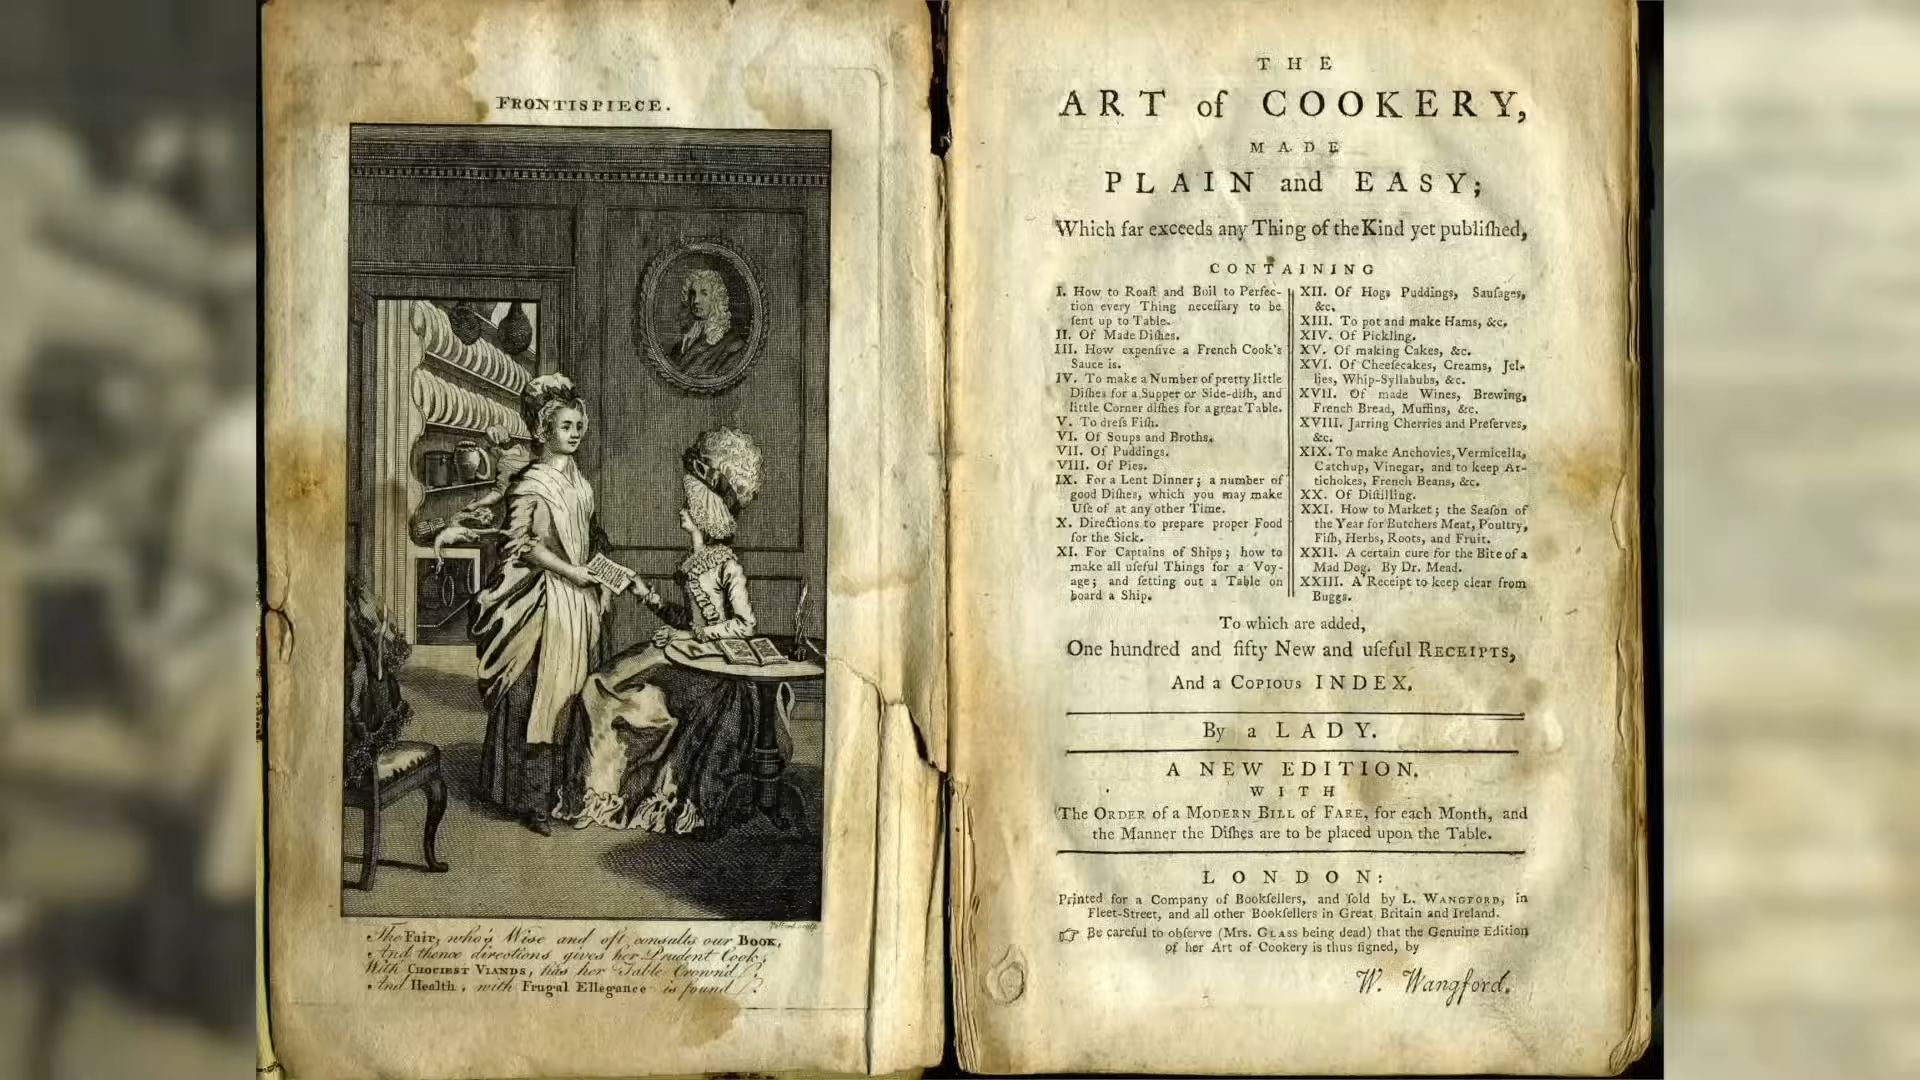 FRONTISPIECE.
The Fair, who's Wise and oft consults our BOOK,
And thence directions gives her Prudent Cook,
With CHOCIEST VIANDS, has her Table Crown'd,
And Health, with Frugal Ellegance is found.
THE
ART of COOKERY,
MADE
PLAIN and EASY;
Which far exceeds any Thing of the Kind yet publiſhed,
CONTAINING
I. How to Roaſt and Boil to Perfec-
tion every Thing neceſſary to be
ſent up to Table.
II. Of Made Diſhes.
III. How expenſive a French Cook's
Sauce is.
IV. To make a Number of pretty little
Diſhes for a Supper or Side-diſh, and
little Corner diſhes for a great Table.
V. To dreſs Fiſh.
VI. Of Soups and Broths.
VII. Of Puddings.
VIII. Of Pies.
IX. For a Lent Dinner; a number of
good Diſhes, which you may make
Uſe of at any other Time.
X. Directions to prepare proper Food
for the Sick.
XI. For Captains of Ships; how to
make all uſeful Things for a Voy-
age; and ſetting out a Table on
board a Ship.
XII. Of Hogs Puddings, Sauſages,
&c.
XIII. To pot and make Hams, &c.
XIV. Of Pickling.
XV. Of making Cakes, &c.
XVI. Of Cheeſecakes, Creams, Jel-
lies, Whip-Syllabubs, &c.
XVII. Of made Wines, Brewing,
French Bread, Muffins, &c.
XVIII. Jarring Cherries and Preſerves,
&c.
XIX. To make Anchovies, Vermicella,
Catchup, Vinegar, and to keep Ar-
tichokes, French Beans, &c.
XX. Of Diſtilling.
XXI. How to Market; the Seaſon of
the Year for Butchers Meat, Poultry,
Fiſh, Herbs, Roots, and Fruit.
XXII. A certain cure for the Bite of a
Mad Dog. By Dr. Mead.
XXIII. A Receipt to keep clear from
Buggs.
To which are added,
One hundred and fifty New and uſeful RECEIPTS,
And a COPIOUS INDEX.
By a LADY.
A NEW EDITION.
WITH
The ORDER of a MODERN BILL of FARE, for each Month, and
the Manner the Diſhes are to be placed upon the Table.
LONDON:
Printed for a Company of Bookſellers, and ſold by L. WANGFORD, in
Fleet-Street, and all other Bookſellers in Great Britain and Ireland.
☞ Be careful to obſerve (Mrs. GLASS being dead) that the Genuine Edition
of her Art of Cookery is thus ſigned, by
W. Wangford.